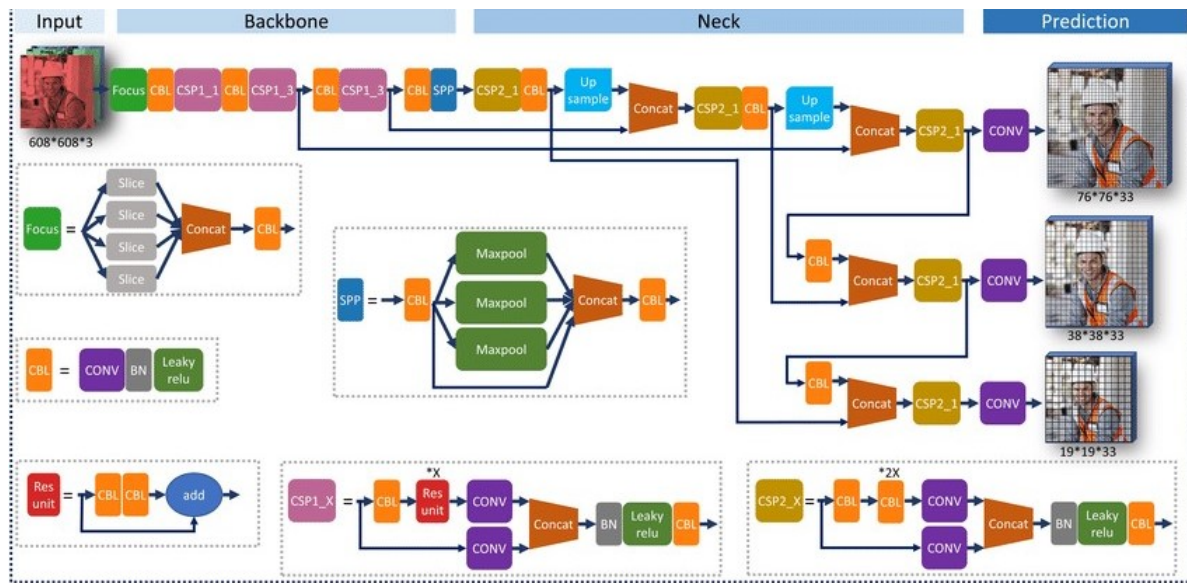 Input
Backbone
Neck
Prediction
Focus CBL CSP1_1 CBL CSP1_3 CBL CSP1_3 CBL SPP CSP2_1 CBL Up sample Concat CSP2_1 CBL Up sample Concat CSP2_1 CONV
608*608*3
76*76*33
Focus = Slice Slice Slice Slice Concat CBL
SPP = CBL Maxpool Maxpool Maxpool Concat CBL
CBL Concat CSP2_1 CONV
38*38*33
CBL = CONV BN Leaky relu
CBL Concat CSP2_1 CONV
19*19*33
Res unit = CBL CBL add
*X
CSP1_X = CBL Res unit CONV CONV Concat BN Leaky relu CBL
*2X
CSP2_X = CBL CBL CONV CONV Concat BN Leaky relu CBL